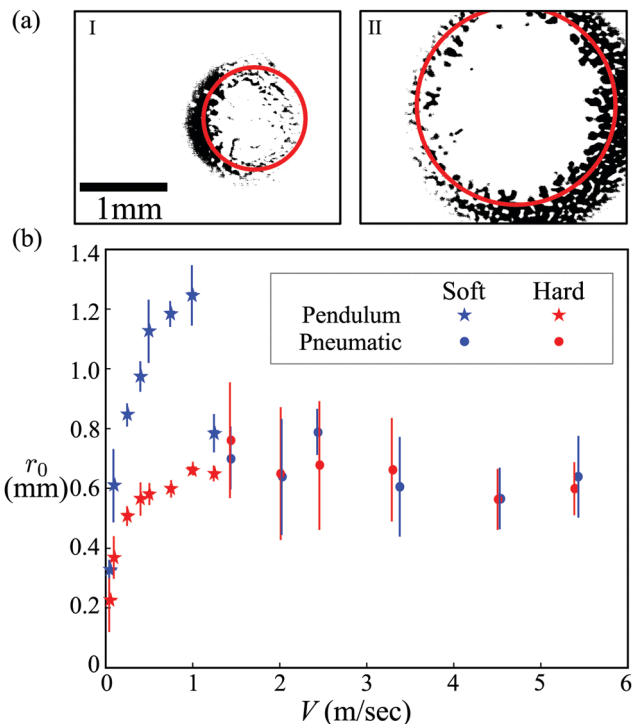 (a)
I
II
1mm
(b)
1.4
1.2
1.0
0.8
0.6
0.4
0.2
0
r0
(mm)
Soft Hard
Pendulum
Pneumatic
0 1 2 3 4 5 6
V (m/sec)